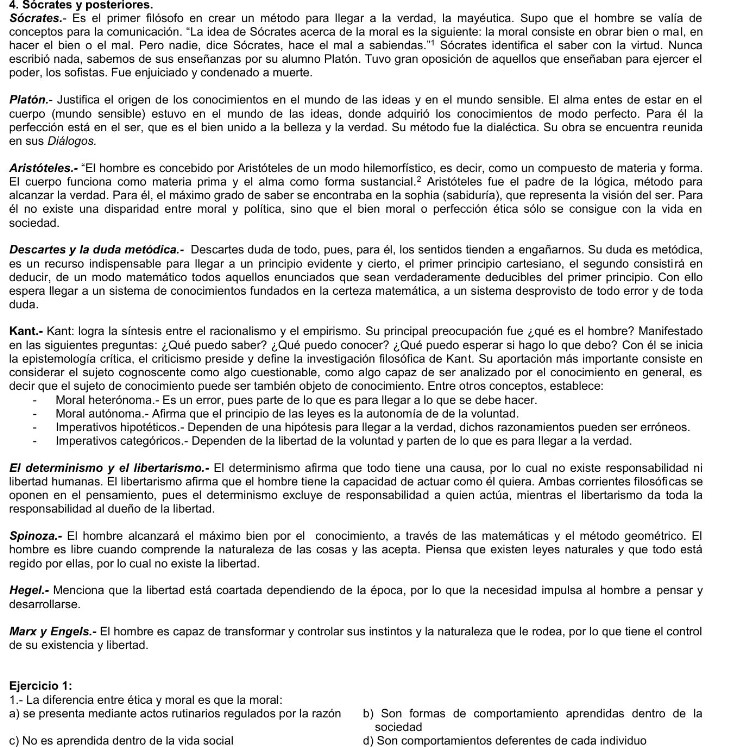 4. Sócrates y posteriores.
Sócrates.- Es el primer filósofo en crear un método para llegar a la verdad, la mayéutica. Supo que el hombre se valía de
conceptos para la comunicación. “La idea de Sócrates acerca de la moral es la siguiente: la moral consiste en obrar bien o mal, en
hacer el bien o el mal. Pero nadie, dice Sócrates, hace el mal a sabiendas.”¹ Sócrates identifica el saber con la virtud. Nunca
escribió nada, sabemos de sus enseñanzas por su alumno Platón. Tuvo gran oposición de aquellos que enseñaban para ejercer el
poder, los sofistas. Fue enjuiciado y condenado a muerte.
Platón.- Justifica el origen de los conocimientos en el mundo de las ideas y en el mundo sensible. El alma entes de estar en el
cuerpo (mundo sensible) estuvo en el mundo de las ideas, donde adquirió los conocimientos de modo perfecto. Para él la
perfección está en el ser, que es el bien unido a la belleza y la verdad. Su método fue la dialéctica. Su obra se encuentra reunida
en sus Diálogos.
Aristóteles.- “El hombre es concebido por Aristóteles de un modo hilemorfístico, es decir, como un compuesto de materia y forma.
El cuerpo funciona como materia prima y el alma como forma sustancial.² Aristóteles fue el padre de la lógica, método para
alcanzar la verdad. Para él, el máximo grado de saber se encontraba en la sophia (sabiduría), que representa la visión del ser. Para
él no existe una disparidad entre moral y política, sino que el bien moral o perfección ética sólo se consigue con la vida en
sociedad.
Descartes y la duda metódica.- Descartes duda de todo, pues, para él, los sentidos tienden a engañarnos. Su duda es metódica,
es un recurso indispensable para llegar a un principio evidente y cierto, el primer principio cartesiano, el segundo consistirá en
deducir, de un modo matemático todos aquellos enunciados que sean verdaderamente deducibles del primer principio. Con ello
espera llegar a un sistema de conocimientos fundados en la certeza matemática, a un sistema desprovisto de todo error y de toda
duda.
Kant.- Kant: logra la síntesis entre el racionalismo y el empirismo. Su principal preocupación fue ¿qué es el hombre? Manifestado
en las siguientes preguntas: ¿Qué puedo saber? ¿Qué puedo conocer? ¿Qué puedo esperar si hago lo que debo? Con él se inicia
la epistemología crítica, el criticismo preside y define la investigación filosófica de Kant. Su aportación más importante consiste en
considerar el sujeto cognoscente como algo cuestionable, como algo capaz de ser analizado por el conocimiento en general, es
decir que el sujeto de conocimiento puede ser también objeto de conocimiento. Entre otros conceptos, establece:
- Moral heterónoma.- Es un error, pues parte de lo que es para llegar a lo que se debe hacer.
- Moral autónoma.- Afirma que el principio de las leyes es la autonomía de de la voluntad.
- Imperativos hipotéticos.- Dependen de una hipótesis para llegar a la verdad, dichos razonamientos pueden ser erróneos.
- Imperativos categóricos.- Dependen de la libertad de la voluntad y parten de lo que es para llegar a la verdad.
El determinismo y el libertarismo.- El determinismo afirma que todo tiene una causa, por lo cual no existe responsabilidad ni
libertad humanas. El libertarismo afirma que el hombre tiene la capacidad de actuar como él quiera. Ambas corrientes filosóficas se
oponen en el pensamiento, pues el determinismo excluye de responsabilidad a quien actúa, mientras el libertarismo da toda la
responsabilidad al dueño de la libertad.
Spinoza.- El hombre alcanzará el máximo bien por el conocimiento, a través de las matemáticas y el método geométrico. El
hombre es libre cuando comprende la naturaleza de las cosas y las acepta. Piensa que existen leyes naturales y que todo está
regido por ellas, por lo cual no existe la libertad.
Hegel.- Menciona que la libertad está coartada dependiendo de la época, por lo que la necesidad impulsa al hombre a pensar y
desarrollarse.
Marx y Engels.- El hombre es capaz de transformar y controlar sus instintos y la naturaleza que le rodea, por lo que tiene el control
de su existencia y libertad.
Ejercicio 1:
1.- La diferencia entre ética y moral es que la moral:
a) se presenta mediante actos rutinarios regulados por la razón
b) Son formas de comportamiento aprendidas dentro de la
sociedad
c) No es aprendida dentro de la vida social
d) Son comportamientos deferentes de cada individuo